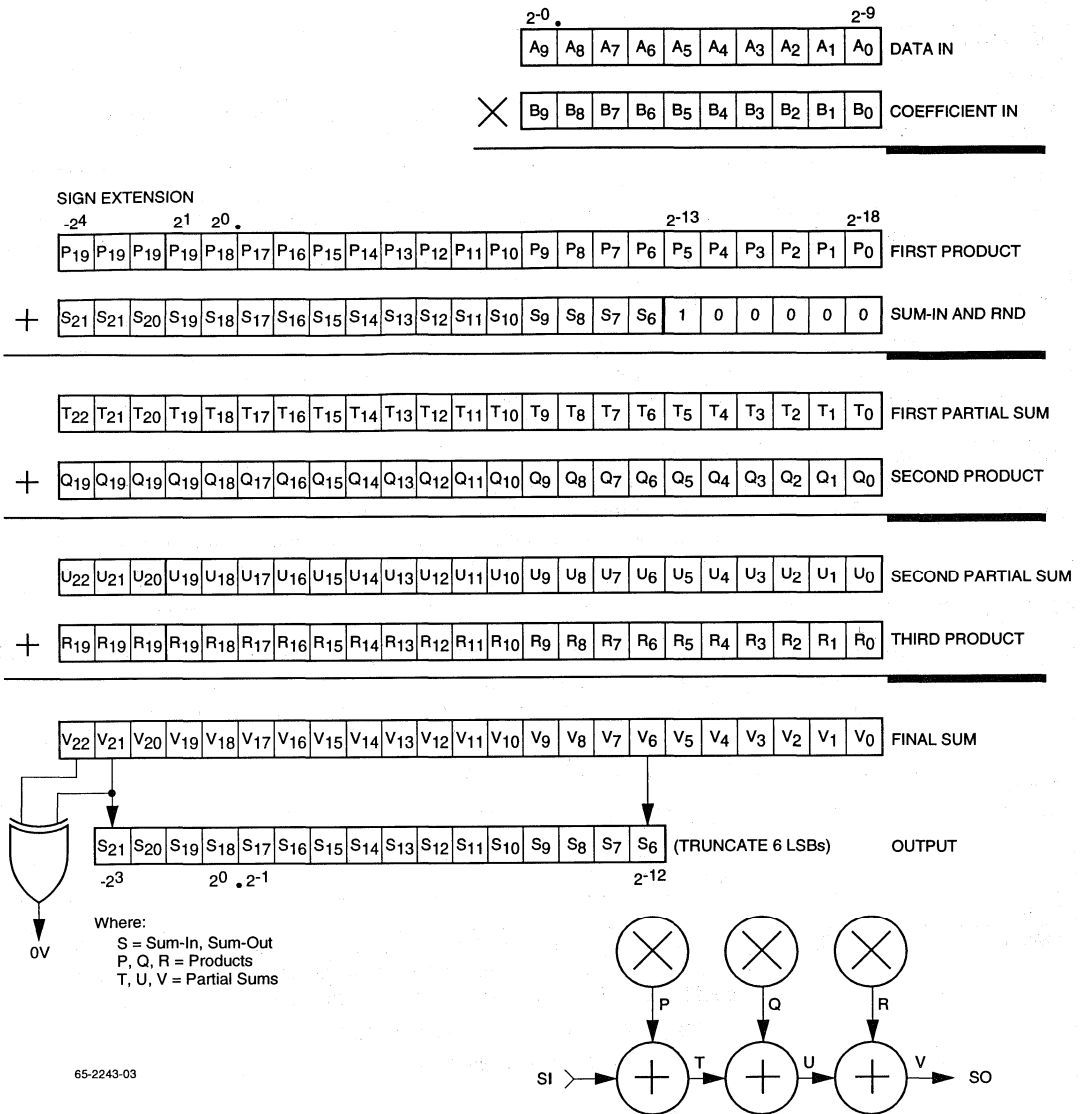 2-0 . 2-9
A9 A8 A7 A6 A5 A4 A3 A2 A1 A0 DATA IN
B9 B8 B7 B6 B5 B4 B3 B2 B1 B0 COEFFICIENT IN
SIGN EXTENSION
-24 21 20 . 2-13 2-18
P19 P19 P19 P19 P18 P17 P16 P15 P14 P13 P12 P11 P10 P9 P8 P7 P6 P5 P4 P3 P2 P1 P0 FIRST PRODUCT
+ S21 S21 S20 S19 S18 S17 S16 S15 S14 S13 S12 S11 S10 S9 S8 S7 S6 1 0 0 0 0 0 SUM-IN AND RND
T22 T21 T20 T19 T18 T17 T16 T15 T14 T13 T12 T11 T10 T9 T8 T7 T6 T5 T4 T3 T2 T1 T0 FIRST PARTIAL SUM
+ Q19 Q19 Q19 Q19 Q18 Q17 Q16 Q15 Q14 Q13 Q12 Q11 Q10 Q9 Q8 Q7 Q6 Q5 Q4 Q3 Q2 Q1 Q0 SECOND PRODUCT
U22 U21 U20 U19 U18 U17 U16 U15 U14 U13 U12 U11 U10 U9 U8 U7 U6 U5 U4 U3 U2 U1 U0 SECOND PARTIAL SUM
+ R19 R19 R19 R19 R18 R17 R16 R15 R14 R13 R12 R11 R10 R9 R8 R7 R6 R5 R4 R3 R2 R1 R0 THIRD PRODUCT
V22 V21 V20 V19 V18 V17 V16 V15 V14 V13 V12 V11 V10 V9 V8 V7 V6 V5 V4 V3 V2 V1 V0 FINAL SUM
S21 S20 S19 S18 S17 S16 S15 S14 S13 S12 S11 S10 S9 S8 S7 S6 (TRUNCATE 6 LSBs) OUTPUT
-23 20 . 2-1 2-12
0V
Where:
S = Sum-In, Sum-Out
P, Q, R = Products
T, U, V = Partial Sums
P Q R
SI T U V SO
65-2243-03